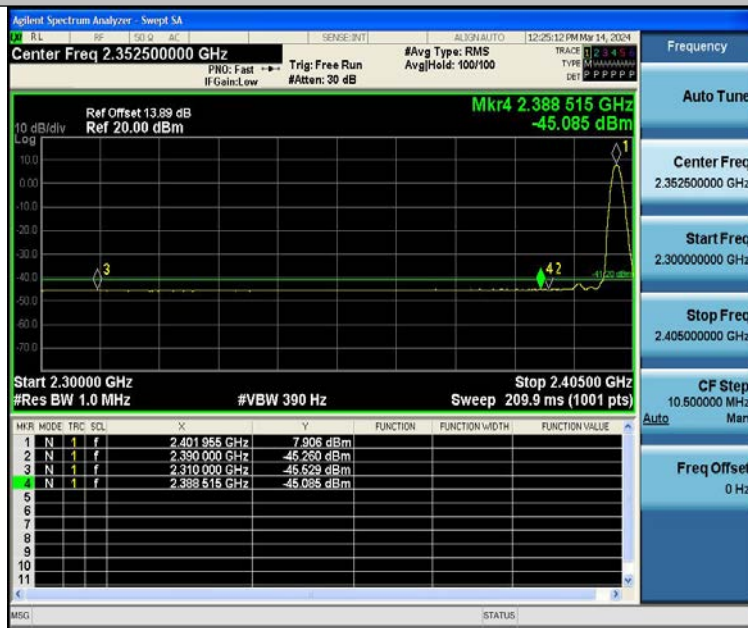 Agilent Spectrum Analyzer - Swept SA
RL RF 50 Ω AC SENSE:INT ALIGN AUTO 12:25:12 PM Mar 14, 2024
Center Freq 2.352500000 GHz
PNO: Fast
IFGain:Low
Trig: Free Run
#Atten: 30 dB
#Avg Type: RMS
Avg|Hold: 100/100
TRACE 1 2 3 4 5 6
TYPE M
DET P P P P P P
Ref Offset 13.89 dB
10 dB/div Ref 20.00 dBm
Log
Mkr4 2.388 515 GHz
-45.085 dBm
10.0
0.00
-10.0
-20.0
-30.0
-40.0
-50.0
-60.0
-70.0
1
3
4 2
-41.20 dBm
Start 2.30000 GHz Stop 2.40500 GHz
#Res BW 1.0 MHz #VBW 390 Hz Sweep 209.9 ms (1001 pts)
MKR MODE TRC SCL X Y FUNCTION FUNCTION WIDTH FUNCTION VALUE
1 N 1 f 2.401 955 GHz 7.906 dBm
2 N 1 f 2.390 000 GHz -45.260 dBm
3 N 1 f 2.310 000 GHz -45.529 dBm
4 N 1 f 2.388 515 GHz -45.085 dBm
5
6
7
8
9
10
11
MSG STATUS
Frequency
Auto Tune
Center Freq
2.352500000 GHz
Start Freq
2.300000000 GHz
Stop Freq
2.405000000 GHz
CF Step
10.500000 MHz
Auto Man
Freq Offset
0 Hz